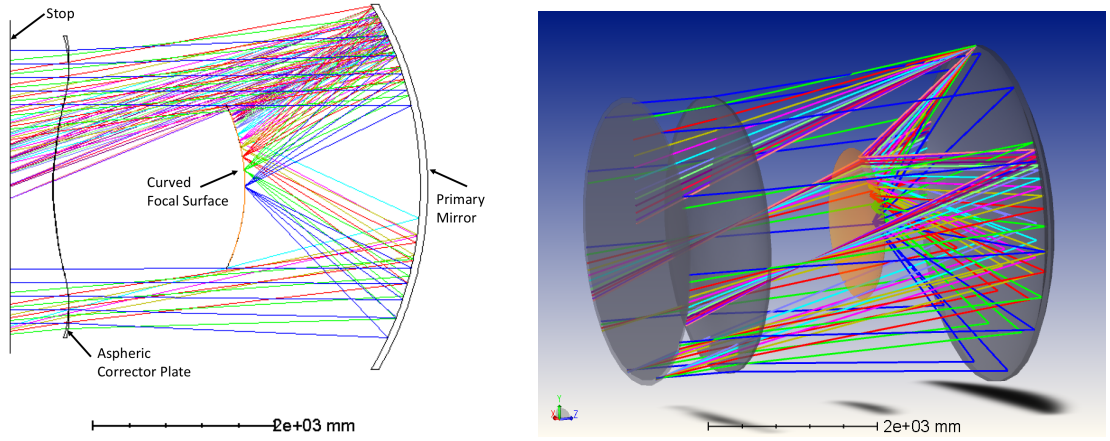 Stop
Curved
Focal Surface
Primary
Mirror
Aspheric
Corrector Plate
2e+03 mm
Y
X
Z
2e+03 mm